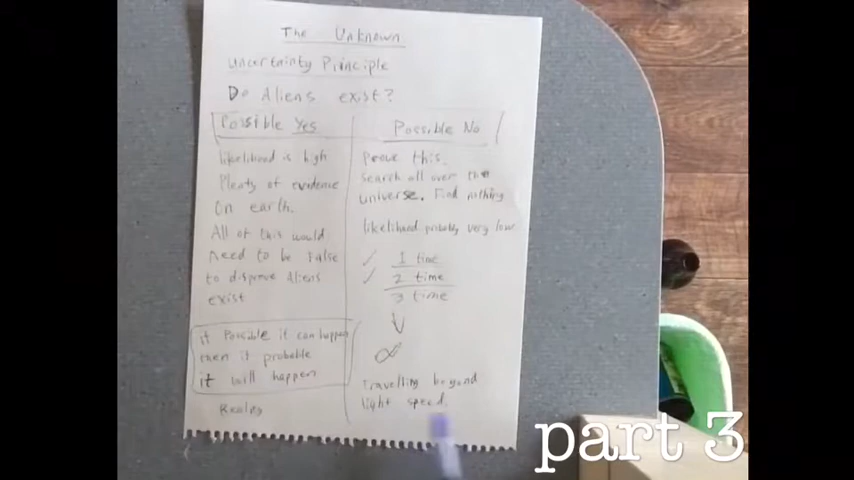 The Unknown
Uncertainty Principle
Do Aliens exist?
Possible Yes
likelihood is high
Plenty of evidence
On earth.
All of this would
need to be False
to disprove Aliens
exist
it Possible it can happen
then it probable
it will happen
Reality
Possible No
Prove this.
search all over the
universe. Find nothing
likelihood probably very low
1 time
2 time
3 time
∞
Travelling beyond
light speed.
part 3